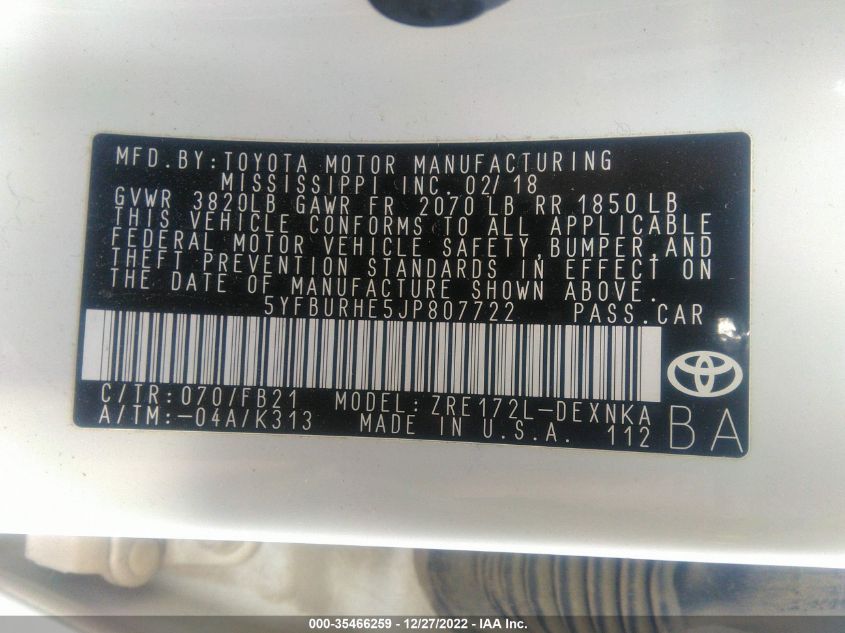 MFD.BY:TOYOTA MOTOR MANUFACTURING
MISSISSIPPI INC. 02/18
GVWR 3820LB GAWR FR 2070 LB RR 1850 LB
THIS VEHICLE CONFORMS TO ALL APPLICABLE
FEDERAL MOTOR VEHICLE SAFETY,BUMPER,AND
THEFT PREVENTION STANDARDS IN EFFECT ON
THE DATE OF MANUFACTURE SHOWN ABOVE.
5YFBURHE5JP807722 PASS.CAR
C/TR:070/FB21 MODEL:ZRE172L-DEXNKA
A/TM:-04A/K313 MADE IN U.S.A. 112
BA
000-35466259 - 12/27/2022 - IAA Inc.